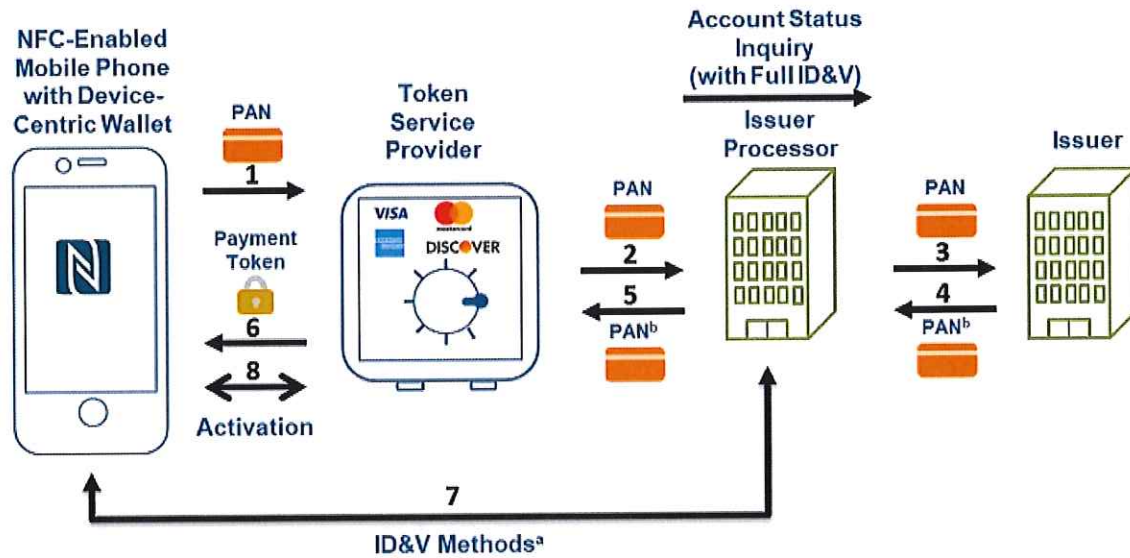 NFC-Enabled
Mobile Phone
with Device-
Centric Wallet
PAN
1
Payment
Token
6
8
Activation
Token
Service
Provider
VISA
mastercard
DISCOVER
PAN
2
5
PANᵇ
Account Status
Inquiry
(with Full ID&V)
Issuer
Processor
PAN
3
4
PANᵇ
Issuer
N
7
ID&V Methodsᵃ